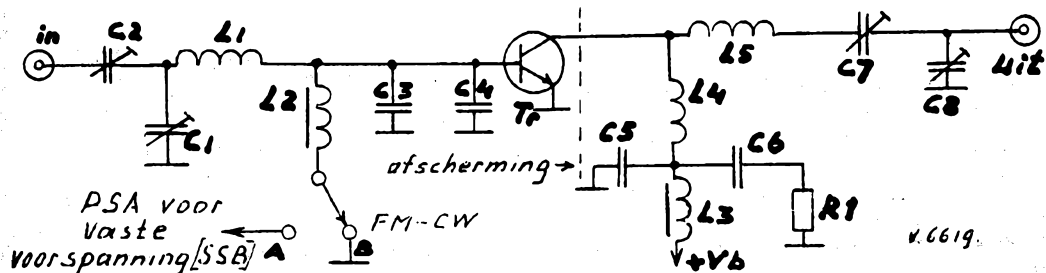 in
C2
L1
C1
L2
C3
C4
Tr
L5
C7
uit
C8
L4
C5
C6
afscherming
L3
R1
+Vb
FM-CW
A
B
PSA voor
vaste
voorspanning [SSB]
v.6619.